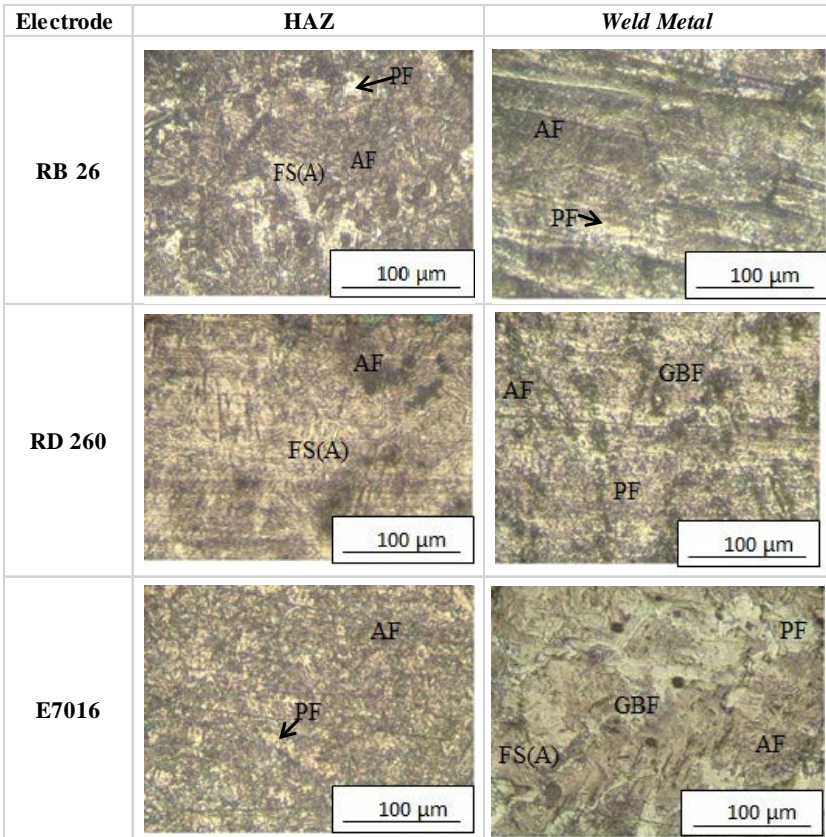 Electrode HAZ Weld Metal
RB 26
PF
AF
FS(A)
100 µm
AF
PF
100 µm
RD 260
AF
FS(A)
100 µm
GBF
AF
PF
100 µm
E7016
AF
PF
100 µm
PF
GBF
AF
FS(A)
100 µm